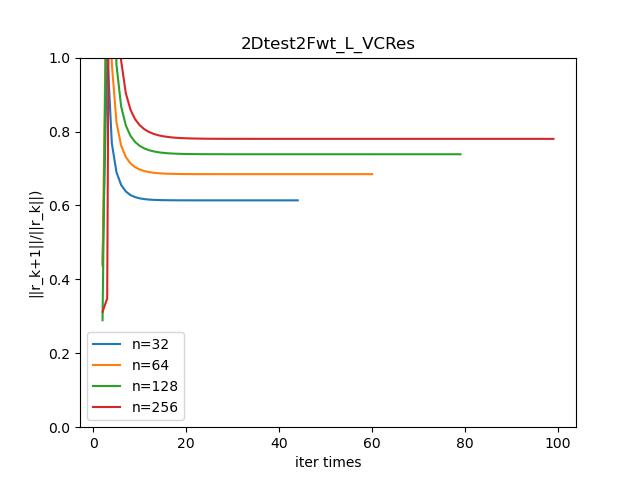 2Dtest2Fwt_L_VCRes
||r_k+1||/||r_k||)
1.0
0.8
0.6
0.4
0.2
0.0
n=32
n=64
n=128
n=256
0 20 40 60 80 100
iter times